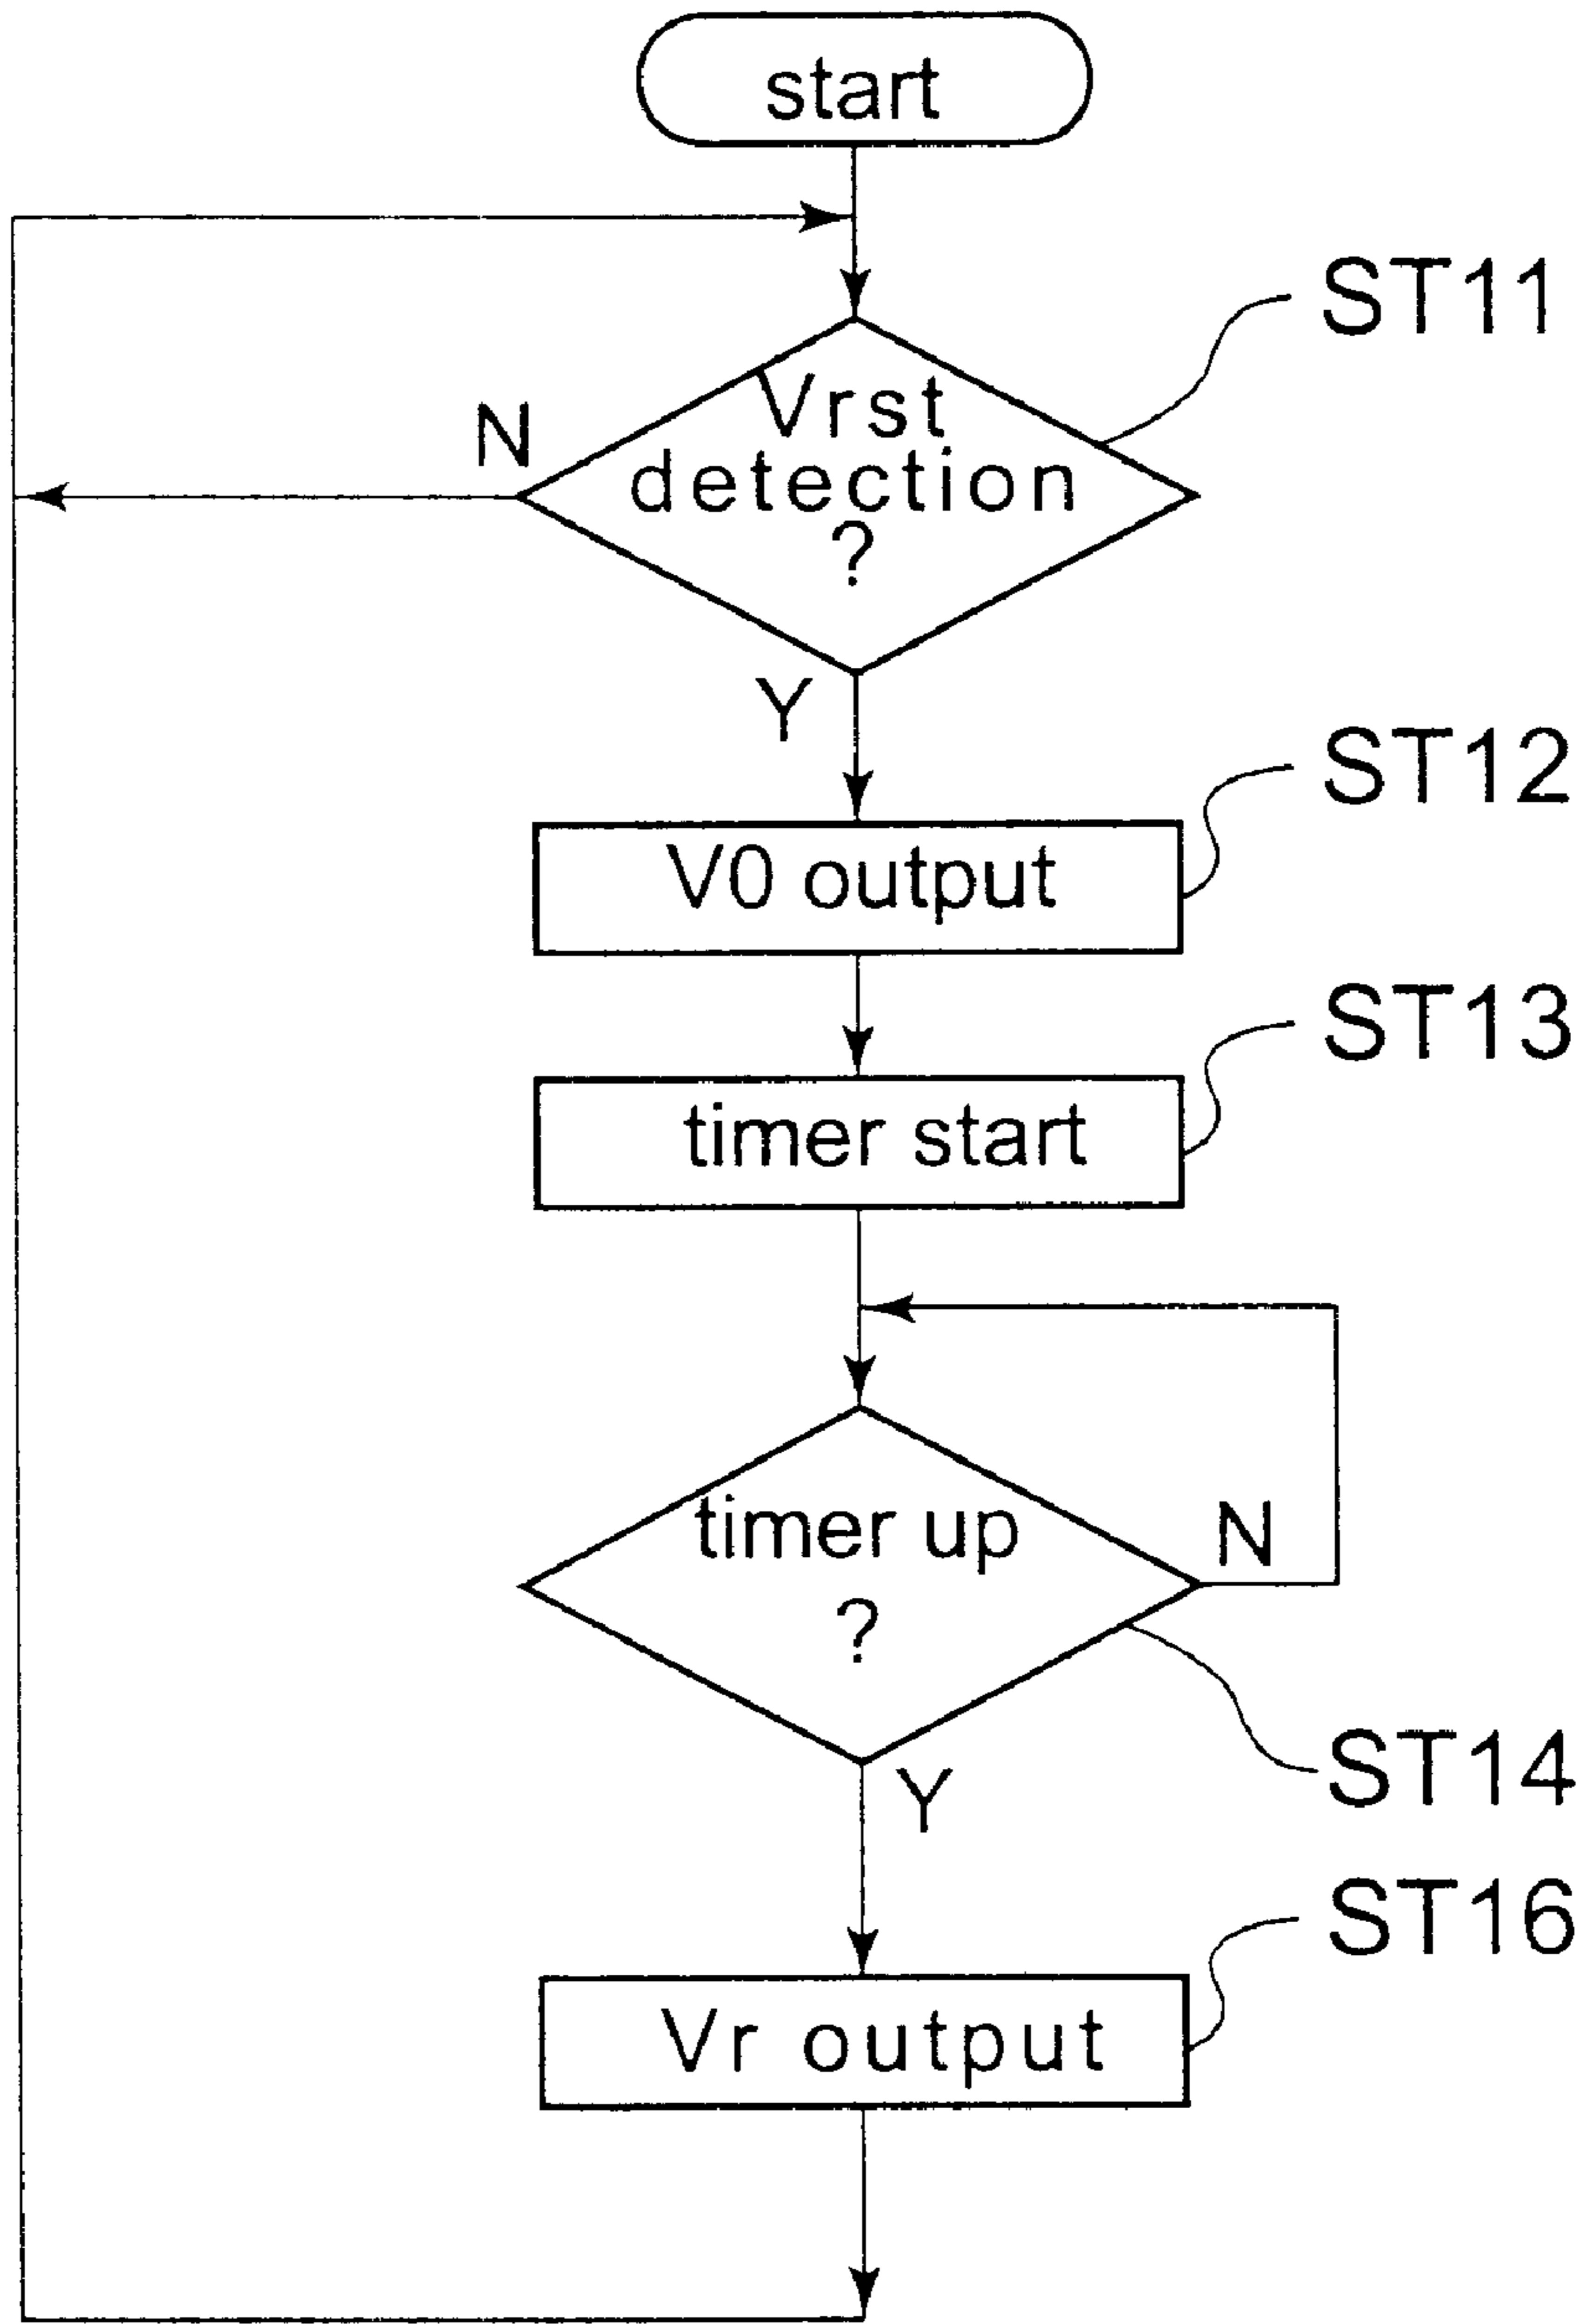 start
ST11
N
Vrst
detection
?
Y
ST12
V0 output
ST13
timer start
timer up
?
N
ST14
Y
ST16
Vr output